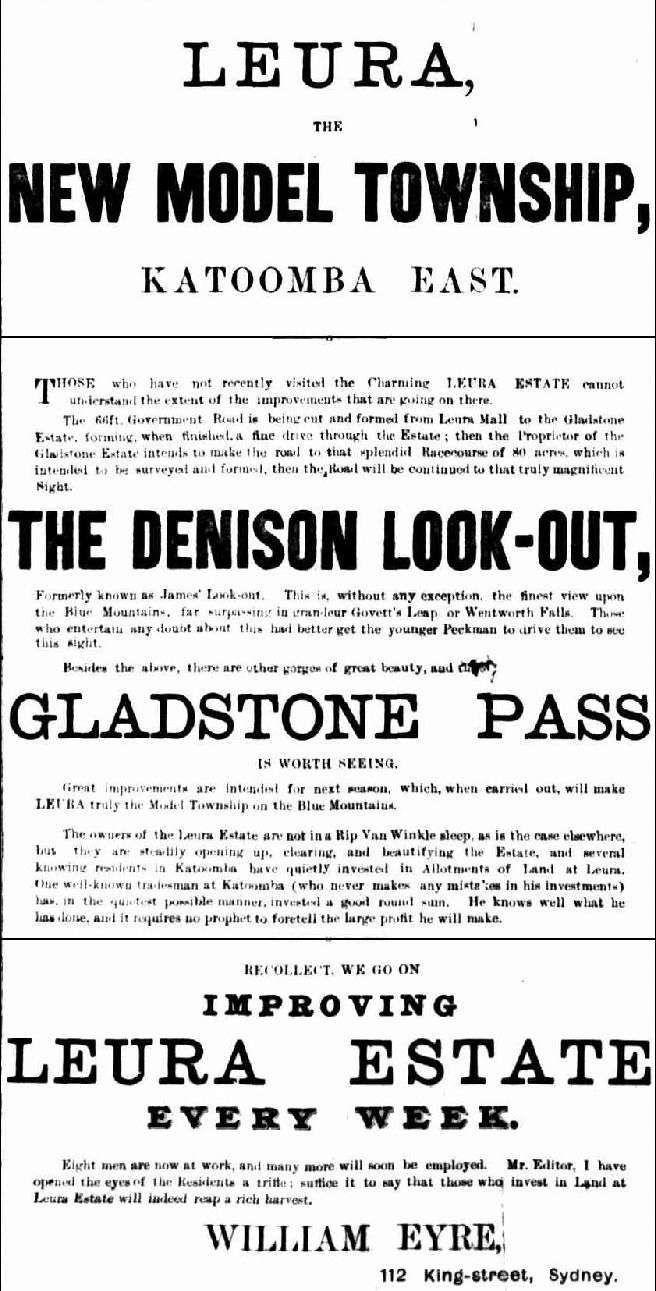 LEURA,
THE
NEW MODEL TOWNSHIP,
KATOOMBA EAST.
THOSE who have not recently visited the Charming LEURA ESTATE cannot
understand the extent of the improvements that are going on there.
The 66ft. Government Road is being cut and formed from Leura Mall to the Gladstone
Estate, forming, when finished, a fine drive through the Estate; then the Proprietor of the
Gladstone Estate intends to make the road to that splendid Racecourse of 80 acres, which is
intended to be surveyed and formed, then the Road will be continued to that truly magnificent
Sight.
THE DENISON LOOK-OUT,
Formerly known as James' Look-out. This is, without any exception, the finest view upon
the Blue Mountains, far surpassing in grandeur Govett's Leap or Wentworth Falls. Those
who entertain any doubt about this had better get the younger Peckman to drive them to see
this sight.
Besides the above, there are other gorges of great beauty, and
GLADSTONE PASS
IS WORTH SEEING.
Great improvements are intended for next season, which, when carried out, will make
LEURA truly the Model Township on the Blue Mountains.
The owners of the Leura Estate are not in a Rip Van Winkle sleep, as is the case elsewhere,
but they are steadily opening up, clearing, and beautifying the Estate, and several
knowing residents in Katoomba have quietly invested in Allotments of Land at Leura.
One well-known tradesman at Katoomba (who never makes any mistakes in his investments)
has, in the quietest possible manner, invested a good round sum. He knows well what he
has done, and it requires no prophet to foretell the large profit he will make.
RECOLLECT, WE GO ON
IMPROVING
LEURA ESTATE
EVERY WEEK.
Eight men are now at work, and many more will soon be employed. Mr. Editor, I have
opened the eyes of the Residents a trifle; suffice it to say that those who invest in Land at
Leura Estate will indeed reap a rich harvest.
WILLIAM EYRE,
112 King-street, Sydney.